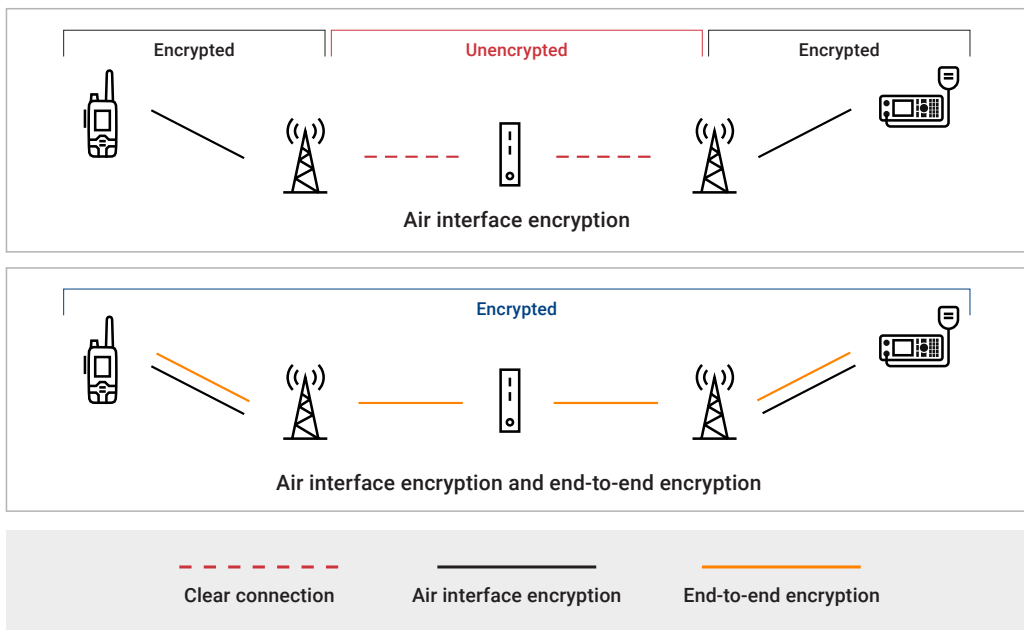 Encrypted
Unencrypted
Encrypted
Air interface encryption
Encrypted
Air interface encryption and end-to-end encryption
Clear connection
Air interface encryption
End-to-end encryption